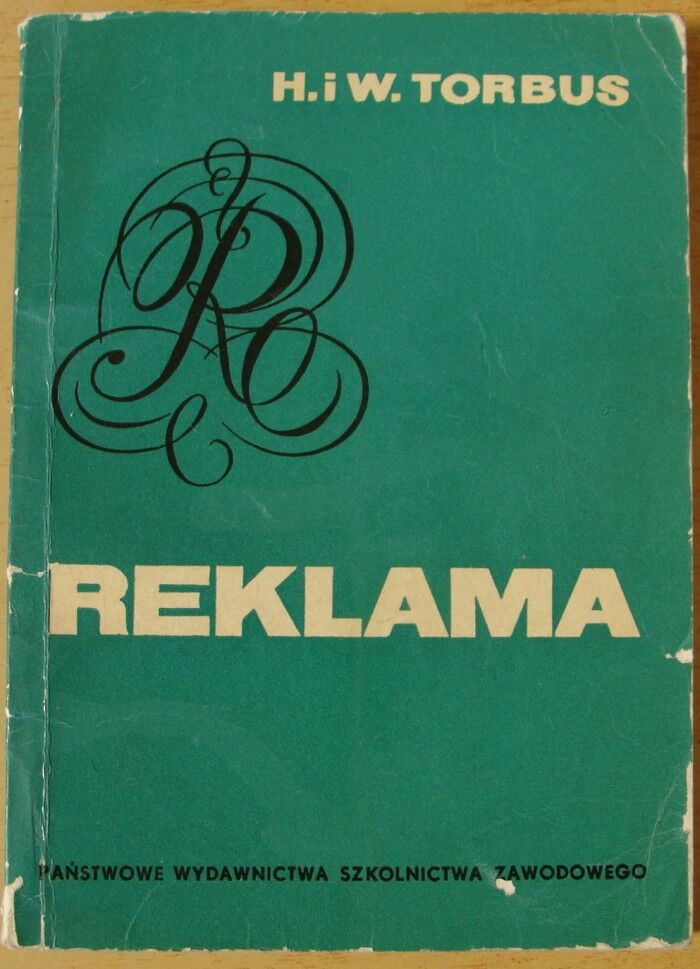 H. i W. TORBUS
R
REKLAMA
PAŃSTWOWE WYDAWNICTWA SZKOLNICTWA ZAWODOWEGO